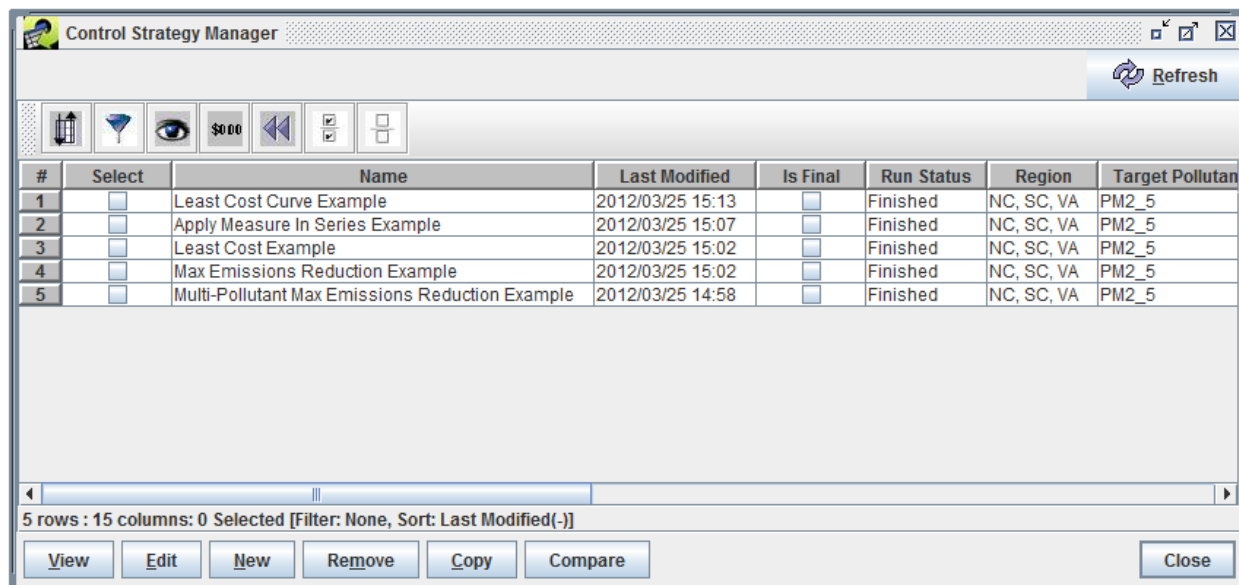 Control Strategy Manager
Refresh
$0.00
# Select Name Last Modified Is Final Run Status Region Target Pollutan
1 Least Cost Curve Example 2012/03/25 15:13 Finished NC, SC, VA PM2_5
2 Apply Measure In Series Example 2012/03/25 15:07 Finished NC, SC, VA PM2_5
3 Least Cost Example 2012/03/25 15:02 Finished NC, SC, VA PM2_5
4 Max Emissions Reduction Example 2012/03/25 15:02 Finished NC, SC, VA PM2_5
5 Multi-Pollutant Max Emissions Reduction Example 2012/03/25 14:58 Finished NC, SC, VA PM2_5
5 rows : 15 columns: 0 Selected [Filter: None, Sort: Last Modified(-)]
View Edit New Remove Copy Compare Close